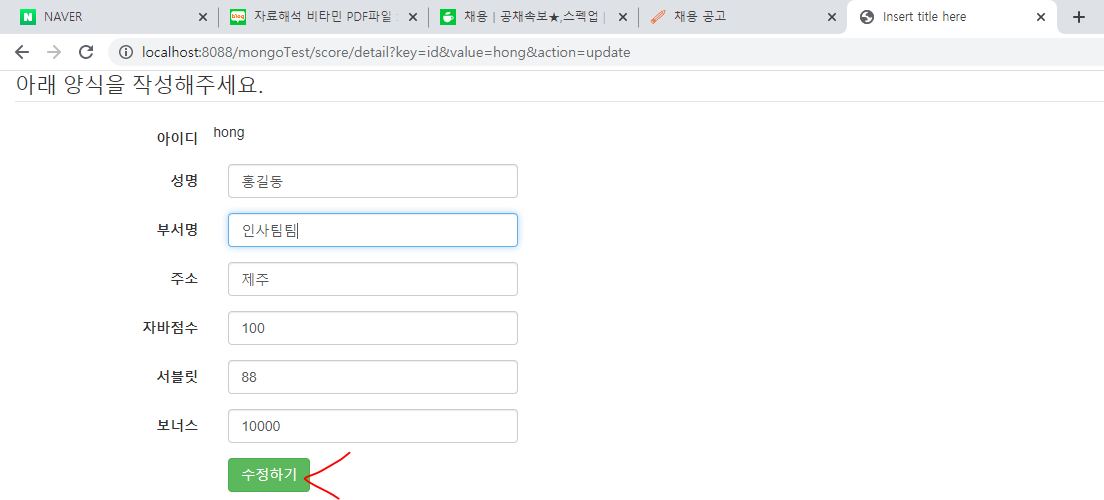 N NAVER
blog 자료해석 비타민 PDF파일
채용 | 공채속보★,스펙업 |
채용 공고
Insert title here
localhost:8088/mongoTest/score/detail?key=id&value=hong&action=update
아래 양식을 작성해주세요.
아이디 hong
성명 홍길동
부서명 인사팀팀
주소 제주
자바점수 100
서블릿 88
보너스 10000
수정하기